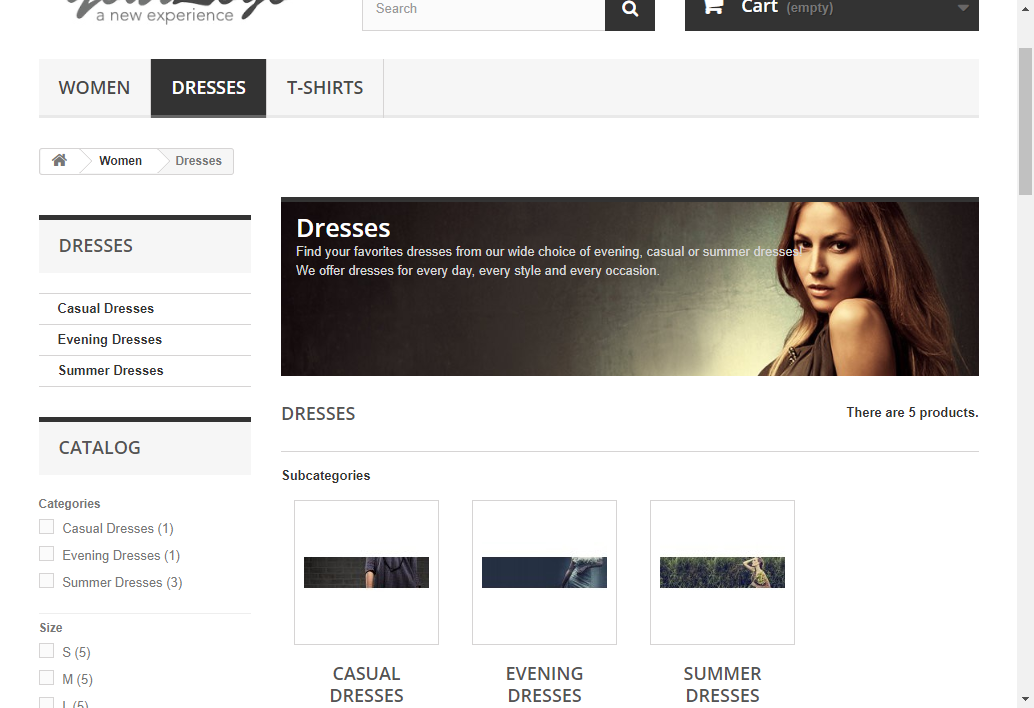 a new experience
Search
Cart (empty)
WOMEN
DRESSES
T-SHIRTS
Women
Dresses
DRESSES
Casual Dresses
Evening Dresses
Summer Dresses
CATALOG
Categories
Casual Dresses (1)
Evening Dresses (1)
Summer Dresses (3)
Size
S (5)
M (5)
L (5)
Dresses
Find your favorites dresses from our wide choice of evening, casual or summer dresses!
We offer dresses for every day, every style and every occasion.
DRESSES
There are 5 products.
Subcategories
CASUAL
DRESSES
EVENING
DRESSES
SUMMER
DRESSES